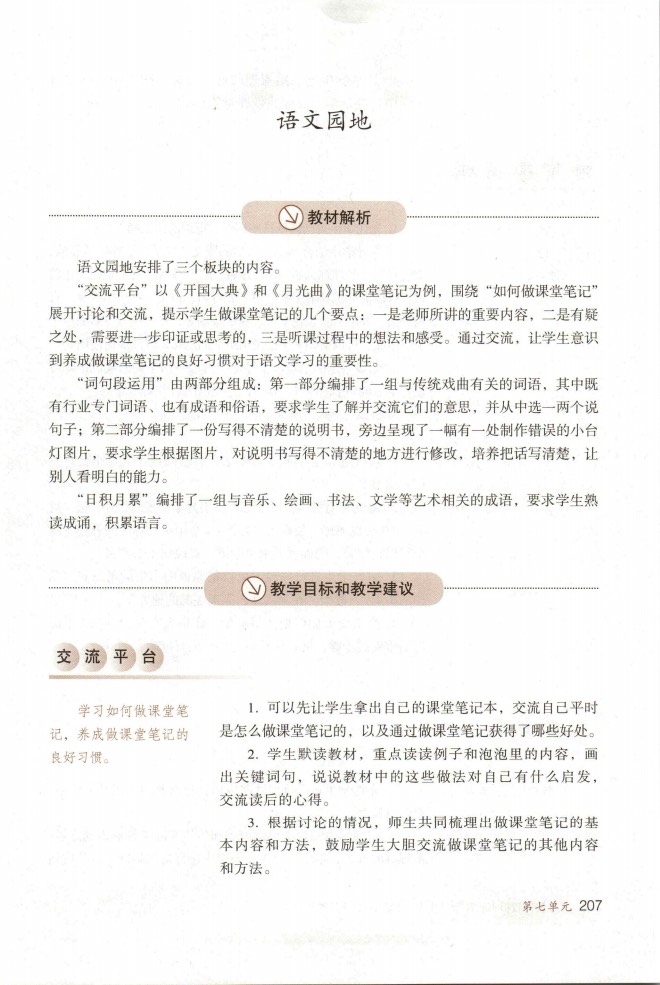 语文园地
教材解析
语文园地安排了三个板块的内容。
“交流平台”以《开国大典》和《月光曲》的课堂笔记为例，围绕“如何做课堂笔记”
展开讨论和交流，提示学生做课堂笔记的几个要点：一是老师所讲的重要内容，二是有疑
之处，需要进一步印证或思考的，三是听课过程中的想法和感受。通过交流，让学生意识
到养成做课堂笔记的良好习惯对于语文学习的重要性。
“词句段运用”由两部分组成：第一部分编排了一组与传统戏曲有关的词语，其中既
有行业专门词语、也有成语和俗语，要求学生了解并交流它们的意思，并从中选一两个说
句子；第二部分编排了一份写得不清楚的说明书，旁边呈现了一幅有一处制作错误的小台
灯图片，要求学生根据图片，对说明书写得不清楚的地方进行修改，培养把话写清楚，让
别人看明白的能力。
“日积月累”编排了一组与音乐、绘画、书法、文学等艺术相关的成语，要求学生熟
读成诵，积累语言。
教学目标和教学建议
交流平台
学习如何做课堂笔
记，养成做课堂笔记的
良好习惯。
1. 可以先让学生拿出自己的课堂笔记本，交流自己平时
是怎么做课堂笔记的，以及通过做课堂笔记获得了哪些好处。
2. 学生默读教材，重点读读例子和泡泡里的内容，画
出关键词句，说说教材中的这些做法对自己有什么启发，
交流读后的心得。
3. 根据讨论的情况，师生共同梳理出做课堂笔记的基
本内容和方法，鼓励学生大胆交流做课堂笔记的其他内容
和方法。
第七单元 207